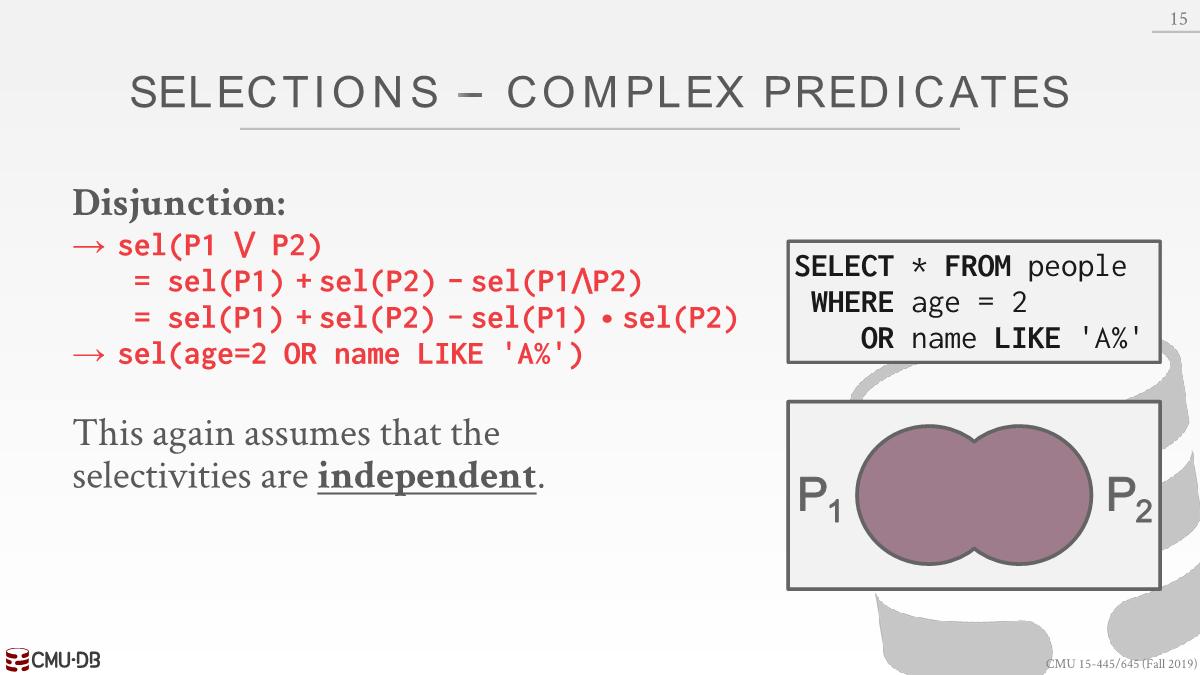 15
SELECTIONS – COMPLEX PREDICATES
Disjunction:
→ sel(P1 ⋁ P2)
= sel(P1) + sel(P2) – sel(P1⋀P2)
= sel(P1) + sel(P2) – sel(P1) • sel(P2)
→ sel(age=2 OR name LIKE 'A%')
This again assumes that the
selectivities are independent.
SELECT * FROM people
WHERE age = 2
OR name LIKE 'A%'
P1
P2
CMU·DB
CMU 15-445/645 (Fall 2019)